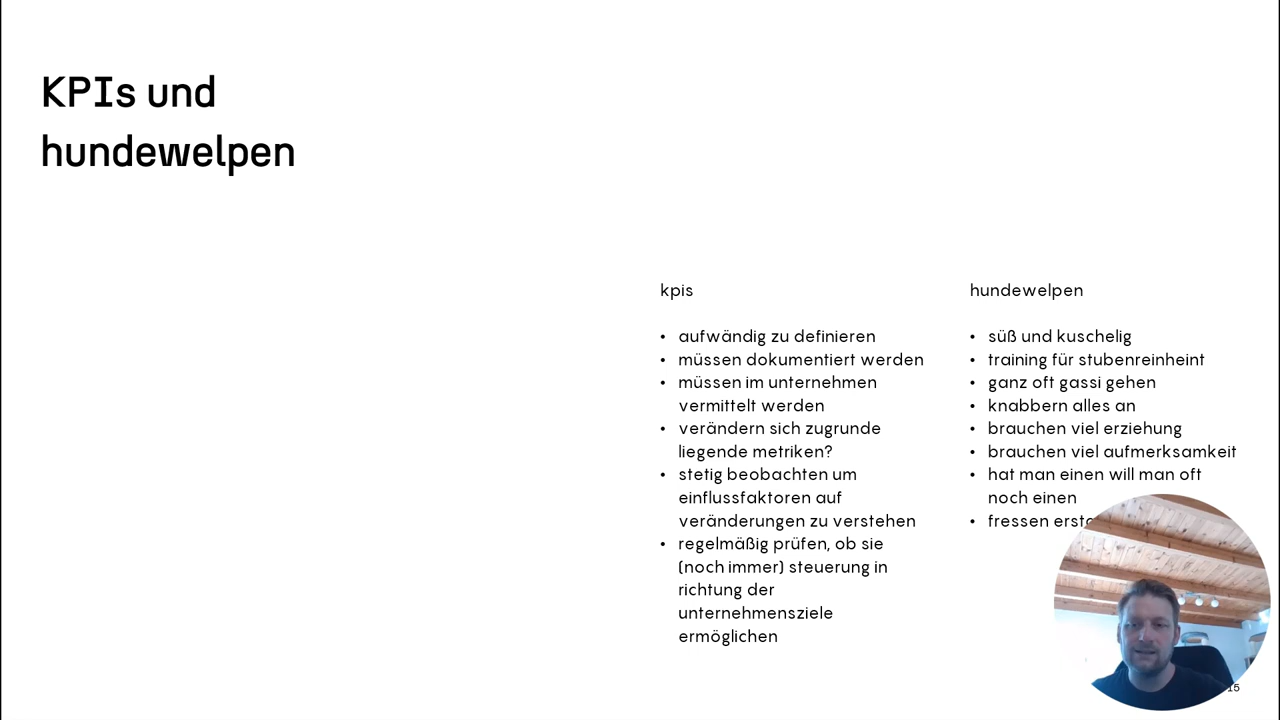 KPIs und
hundewelpen
kpis
• aufwändig zu definieren
• müssen dokumentiert werden
• müssen im unternehmen
vermittelt werden
• verändern sich zugrunde
liegende metriken?
• stetig beobachten um
einflussfaktoren auf
veränderungen zu verstehen
• regelmäßig prüfen, ob sie
(noch immer) steuerung in
richtung der
unternehmensziele
ermöglichen
hundewelpen
• süß und kuschelig
• training für stubenreinheint
• ganz oft gassi gehen
• knabbern alles an
• brauchen viel erziehung
• brauchen viel aufmerksamkeit
• hat man einen will man oft
noch einen
• fressen
15